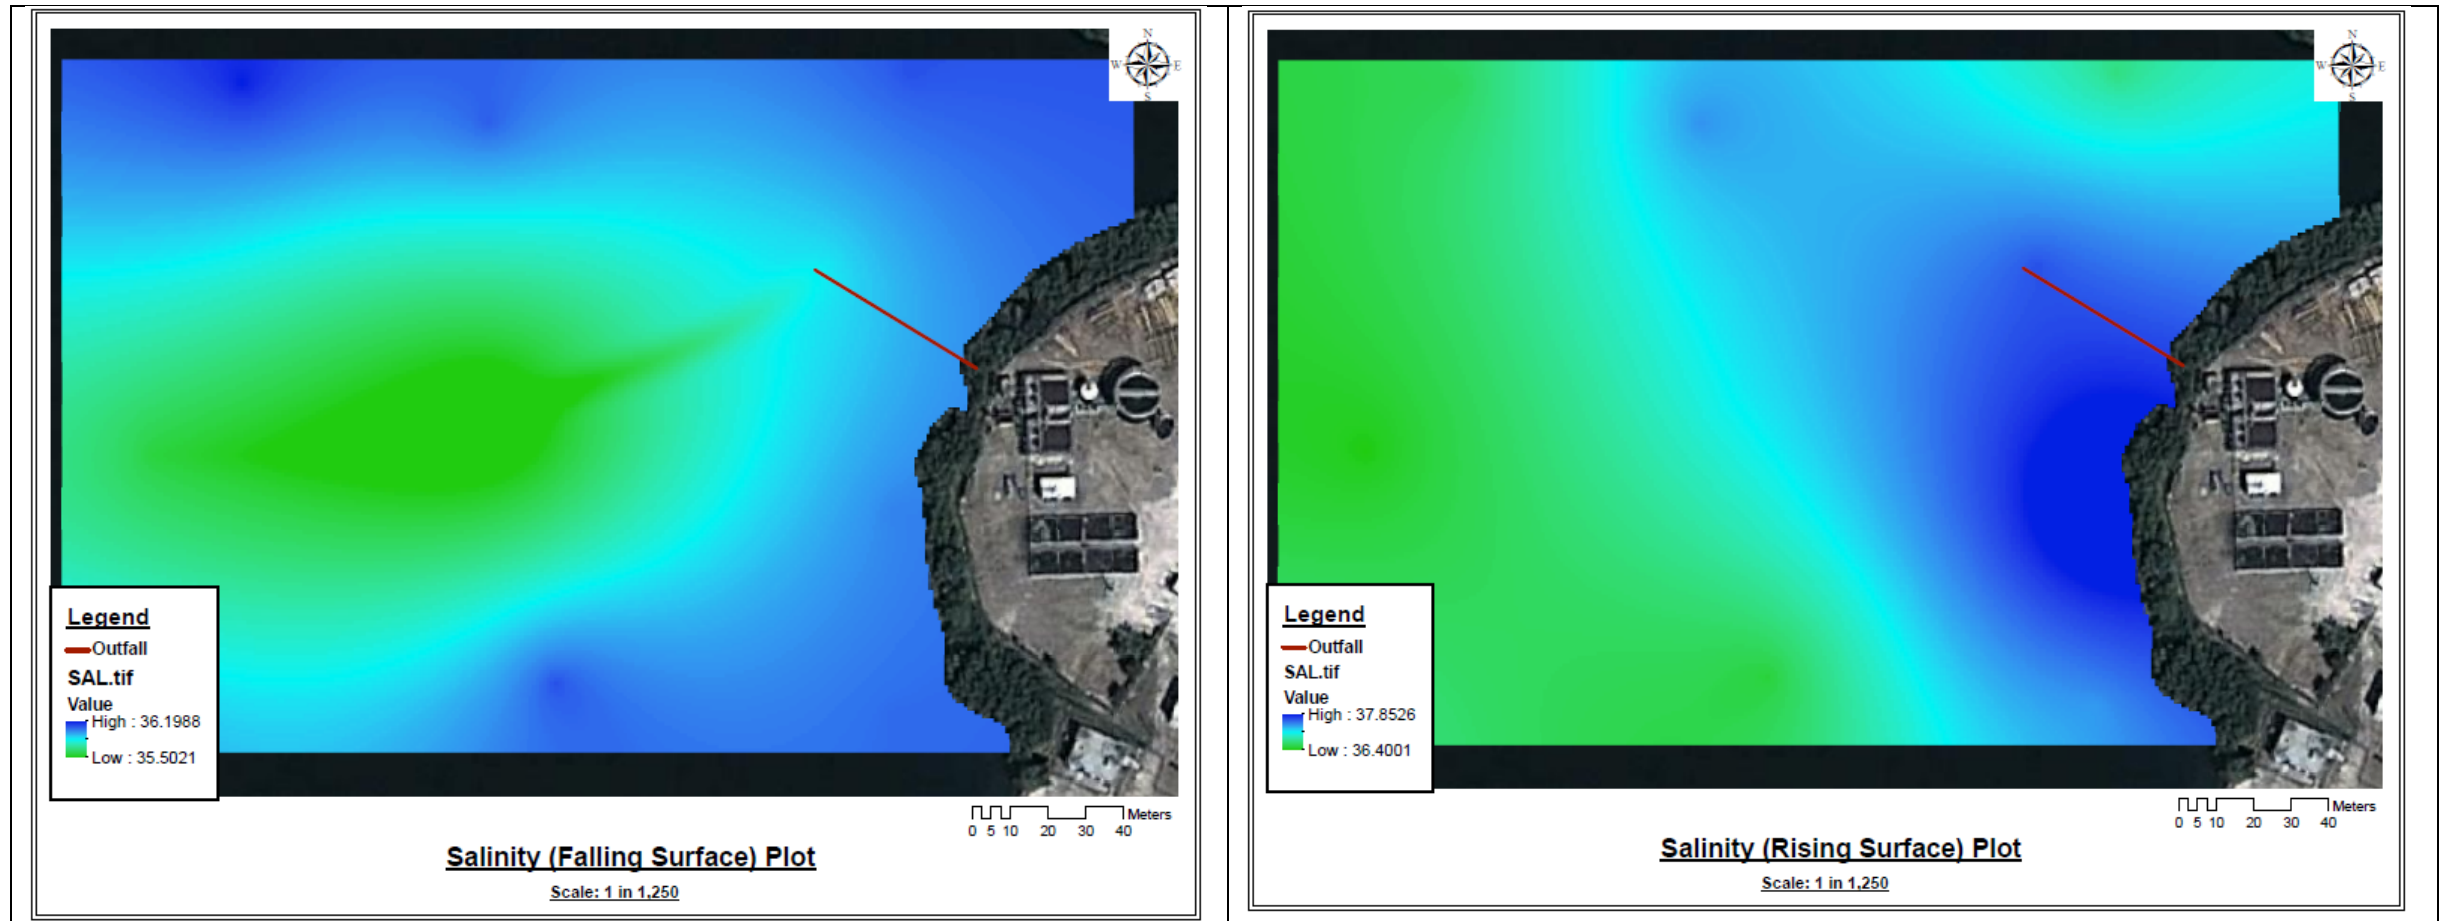 N
W E
S
Legend
Outfall
SAL.tif
Value
High : 36.1988
Low : 35.5021
Meters
0 5 10 20 30 40
Salinity (Falling Surface) Plot
Scale: 1 in 1,250
N
W E
S
Legend
Outfall
SAL.tif
Value
High : 37.8526
Low : 36.4001
Meters
0 5 10 20 30 40
Salinity (Rising Surface) Plot
Scale: 1 in 1,250